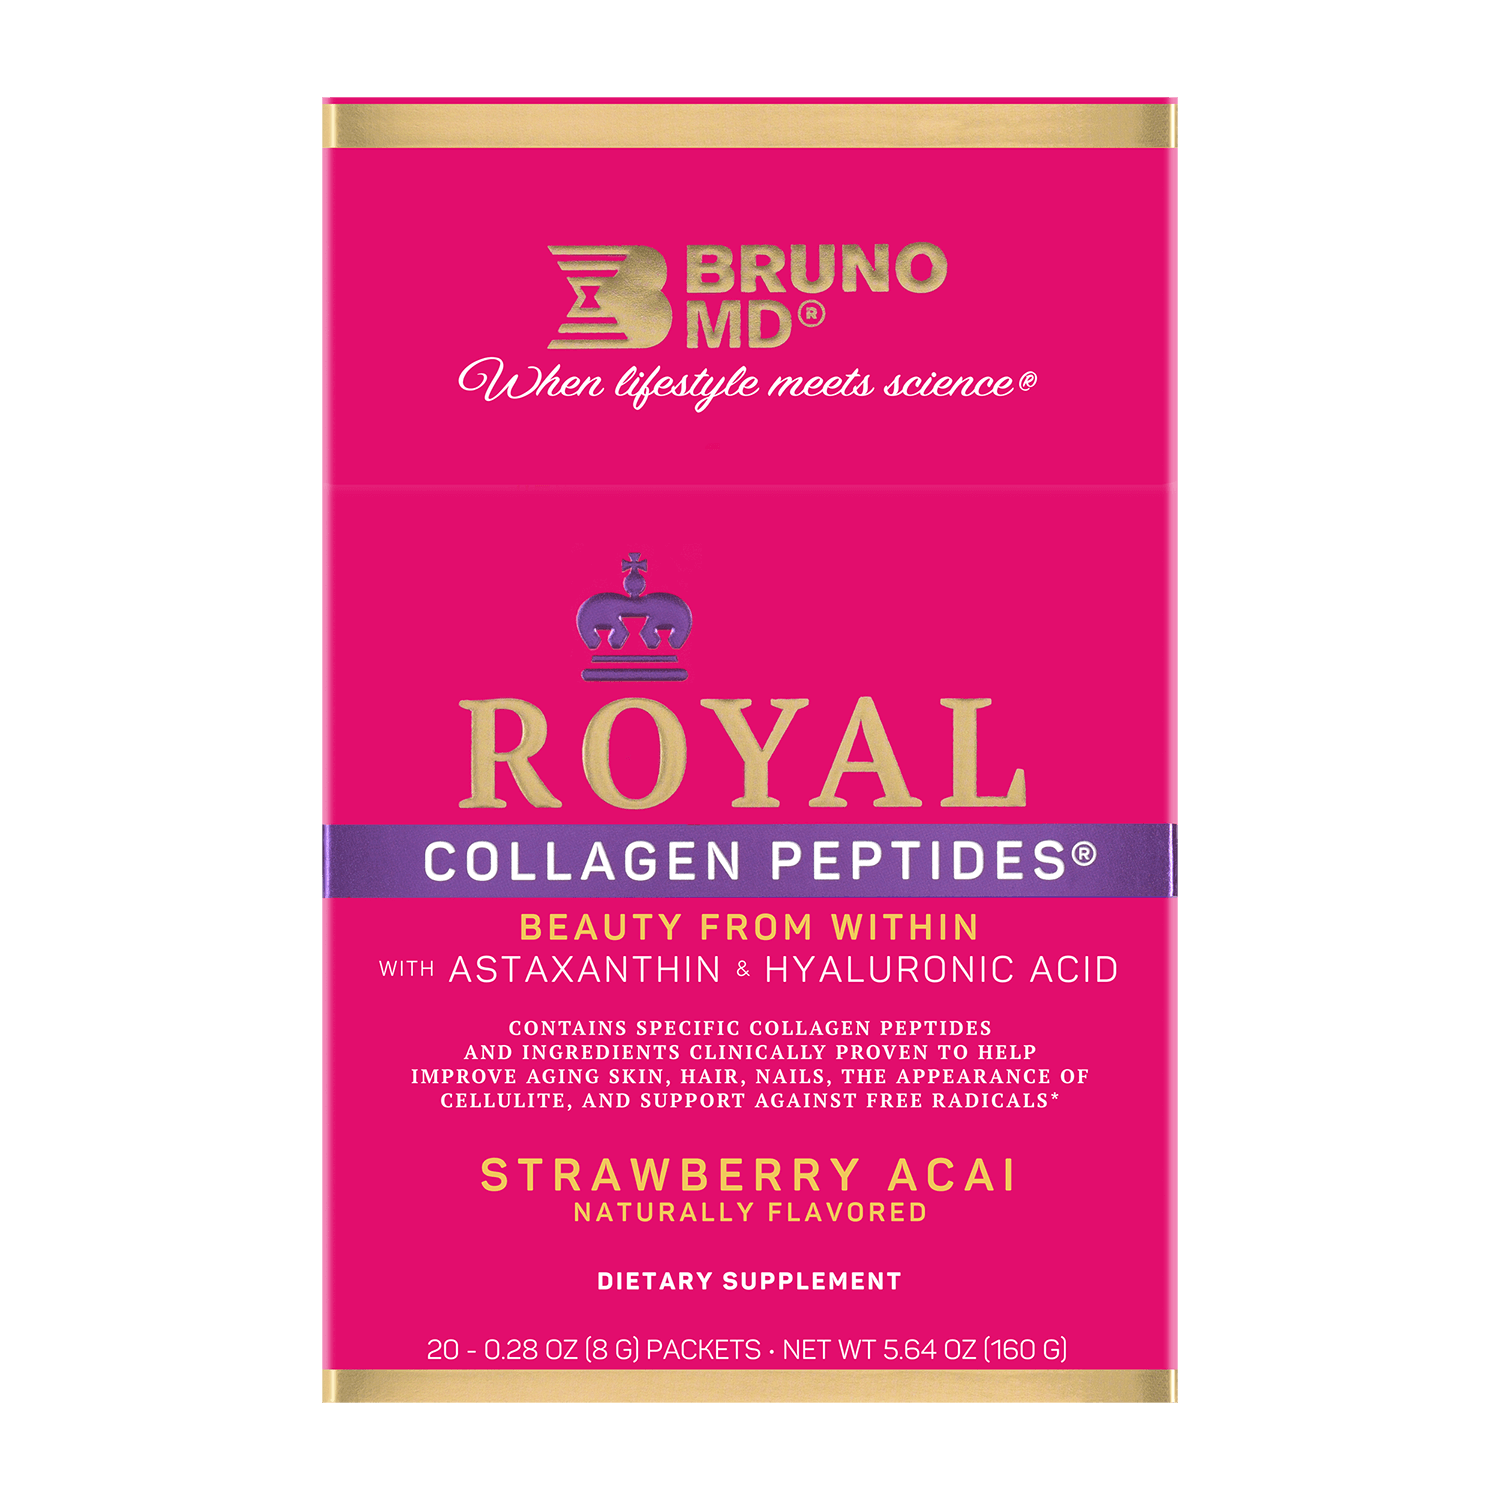 BRUNO
MD®
When lifestyle meets science®
ROYAL
COLLAGEN PEPTIDES®
BEAUTY FROM WITHIN
WITH ASTAXANTHIN & HYALURONIC ACID
CONTAINS SPECIFIC COLLAGEN PEPTIDES
AND INGREDIENTS CLINICALLY PROVEN TO HELP
IMPROVE AGING SKIN, HAIR, NAILS, THE APPEARANCE OF
CELLULITE, AND SUPPORT AGAINST FREE RADICALS*
STRAWBERRY ACAI
NATURALLY FLAVORED
DIETARY SUPPLEMENT
20 - 0.28 OZ (8 G) PACKETS • NET WT 5.64 OZ (160 G)